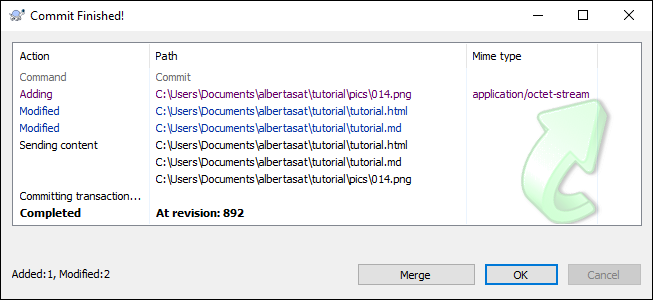 Commit Finished!
Action Path Mime type
Command Commit
Adding C:\Users\Documents\albertasat\tutorial\pics\014.png application/octet-stream
Modified C:\Users\Documents\albertasat\tutorial\tutorial.html
Modified C:\Users\Documents\albertasat\tutorial\tutorial.md
Sending content C:\Users\Documents\albertasat\tutorial\tutorial.html
C:\Users\Documents\albertasat\tutorial\tutorial.md
C:\Users\Documents\albertasat\tutorial\pics\014.png
Committing transaction...
Completed At revision: 892
Added:1, Modified:2 Merge OK Cancel